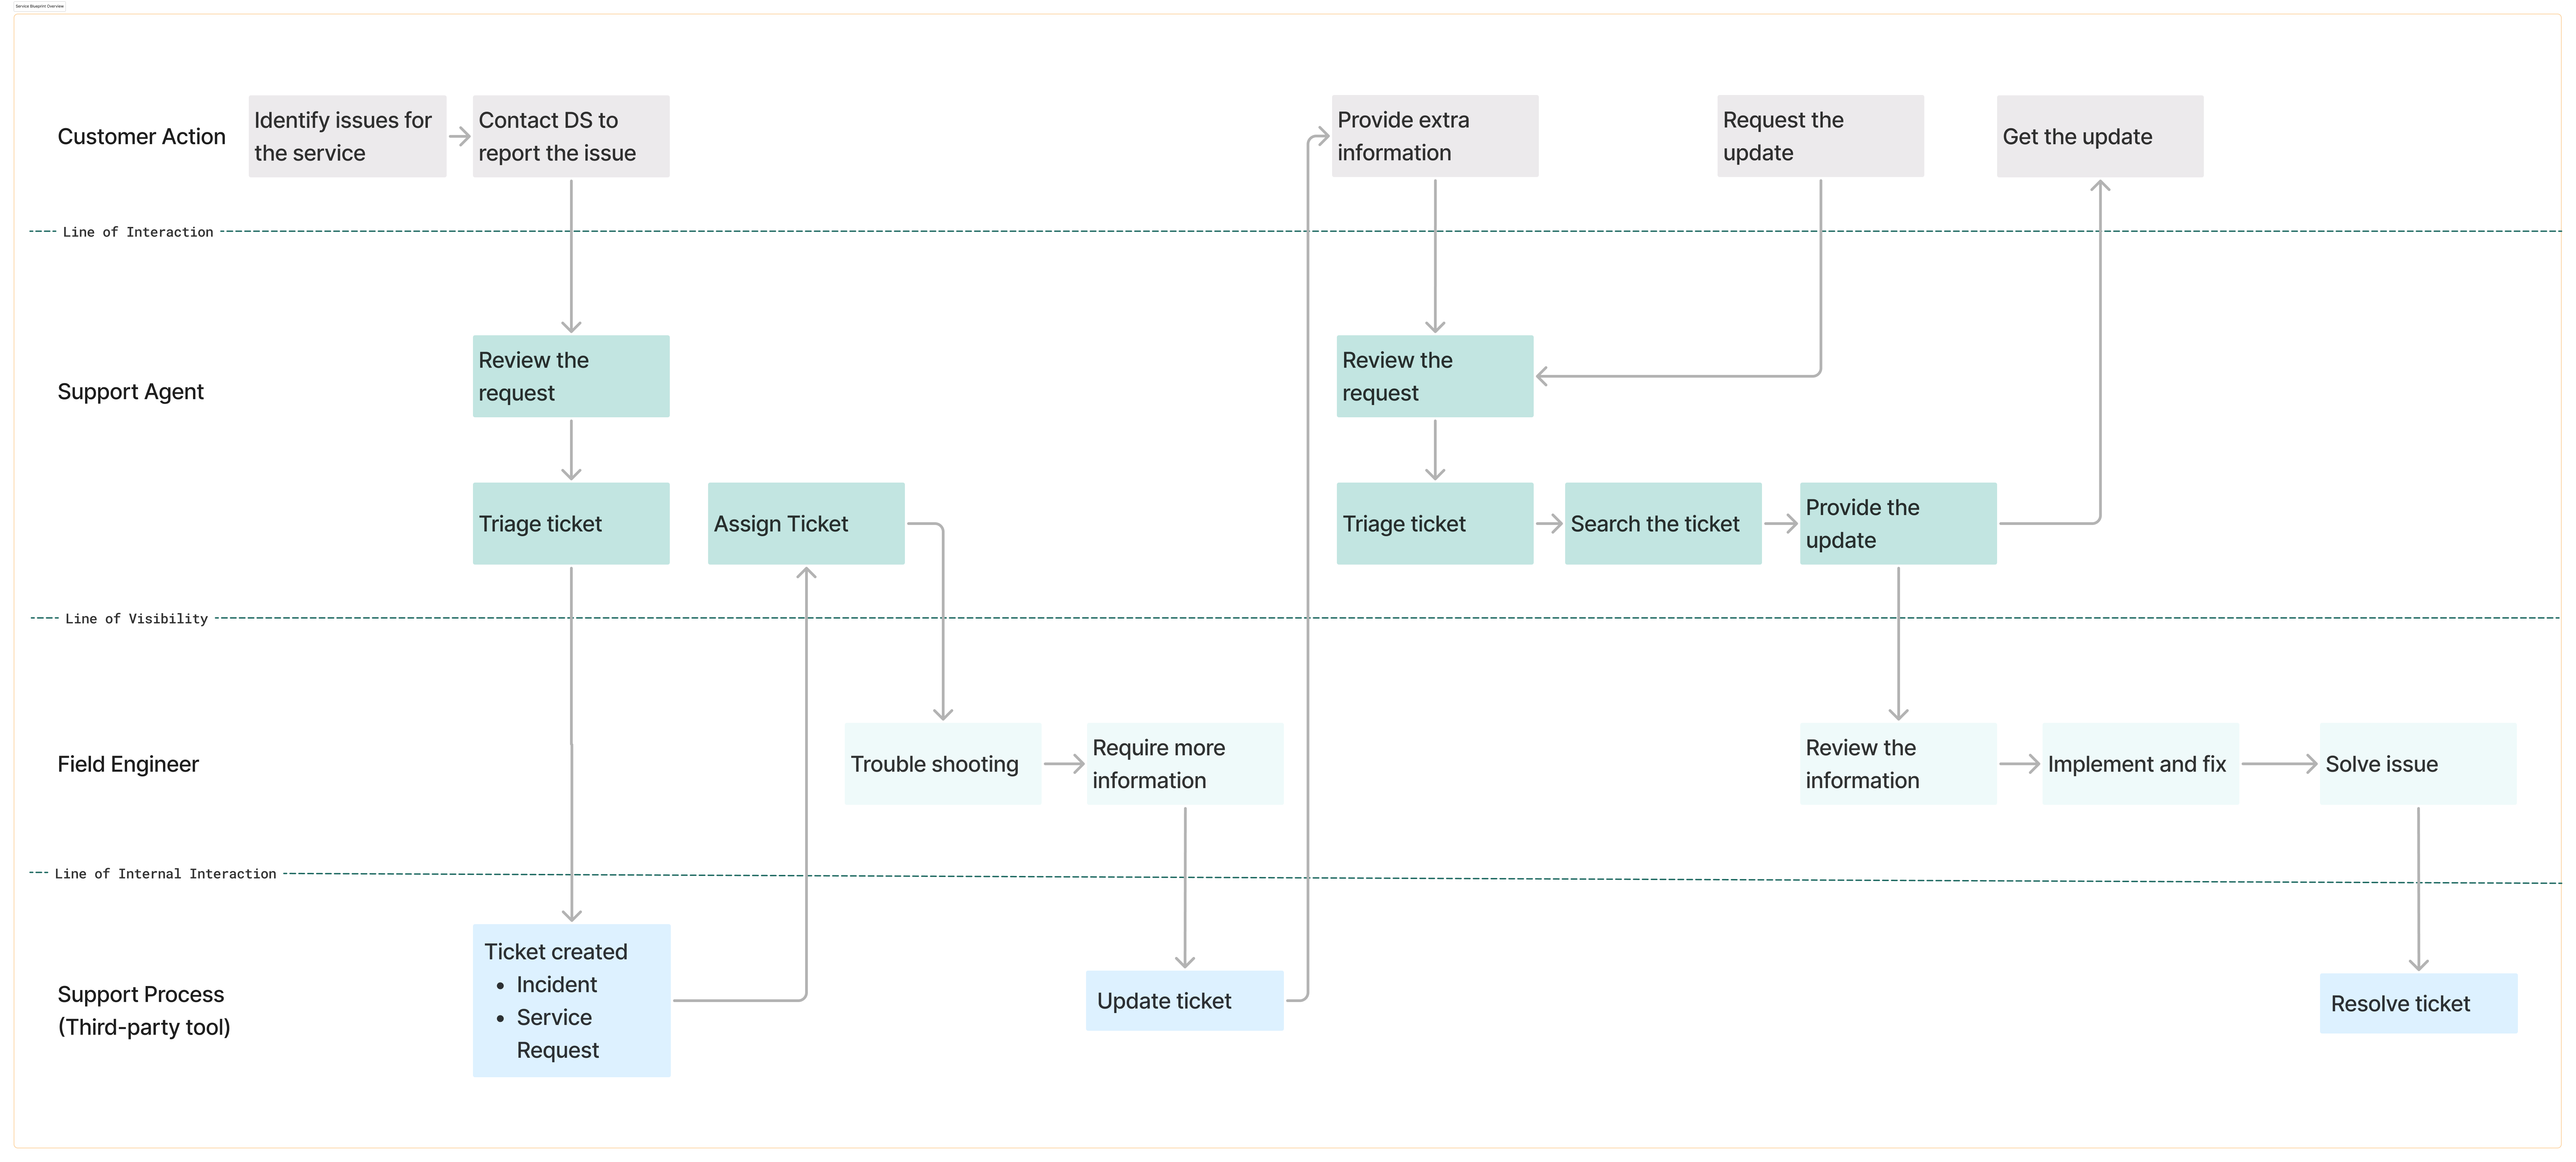 Service Blueprint Overview
Customer Action
Identify issues for
the service
Contact DS to
report the issue
Provide extra
information
Request the
update
Get the update
Line of Interaction
Support Agent
Review the
request
Review the
request
Triage ticket
Assign Ticket
Triage ticket
Search the ticket
Provide the
update
Line of Visibility
Field Engineer
Trouble shooting
Require more
information
Review the
information
Implement and fix
Solve issue
Line of Internal Interaction
Support Process
(Third-party tool)
Ticket created
• Incident
• Service
Request
Update ticket
Resolve ticket